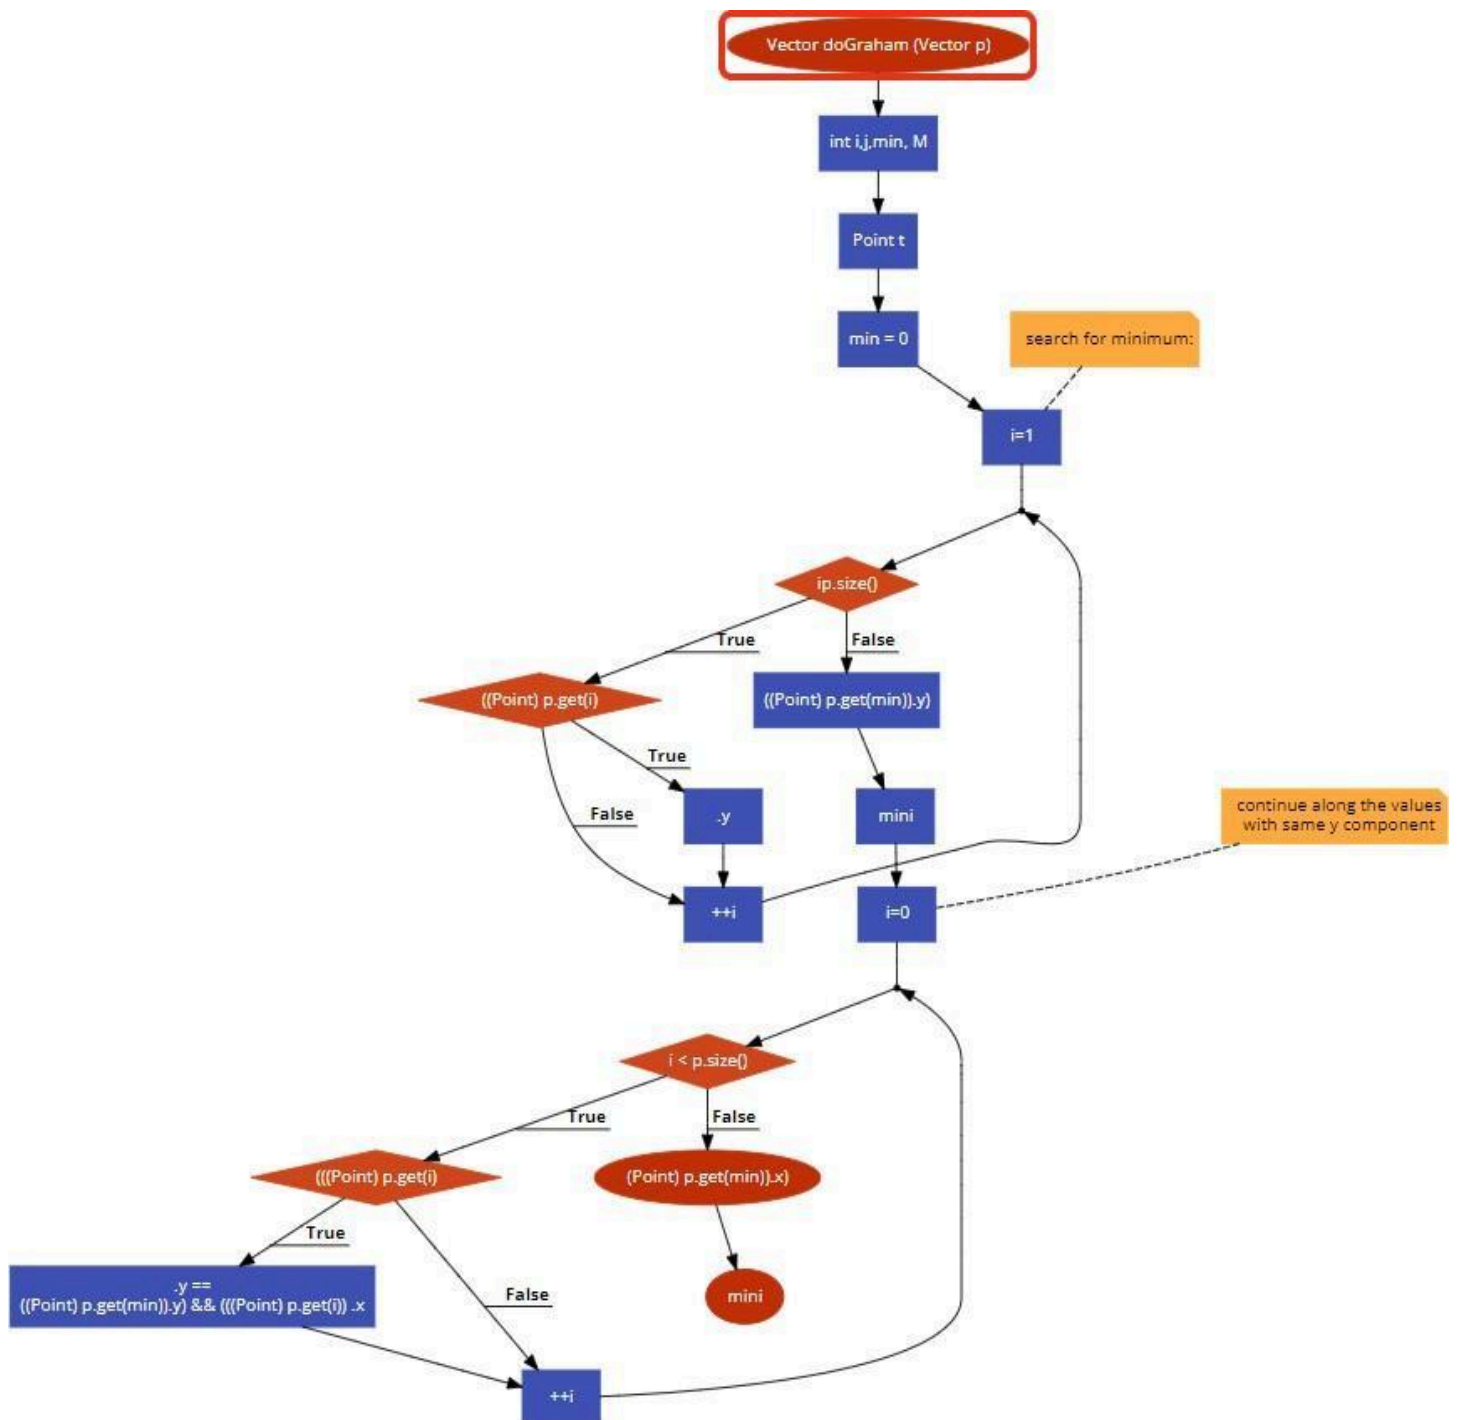 Vector doGraham (Vector p)
int i,j,min, M
Point t
min = 0
search for minimum:
i=1
ip.size()
True
False
((Point) p.get(i)
((Point) p.get(min)).y)
True
False
.y
mini
continue along the values
with same y component
++i
i=0
i < p.size()
True
False
(((Point) p.get(i)
(Point) p.get(min)).x)
True
False
.y ==
((Point) p.get(min)).y) && (((Point) p.get(i)) .x
mini
++i